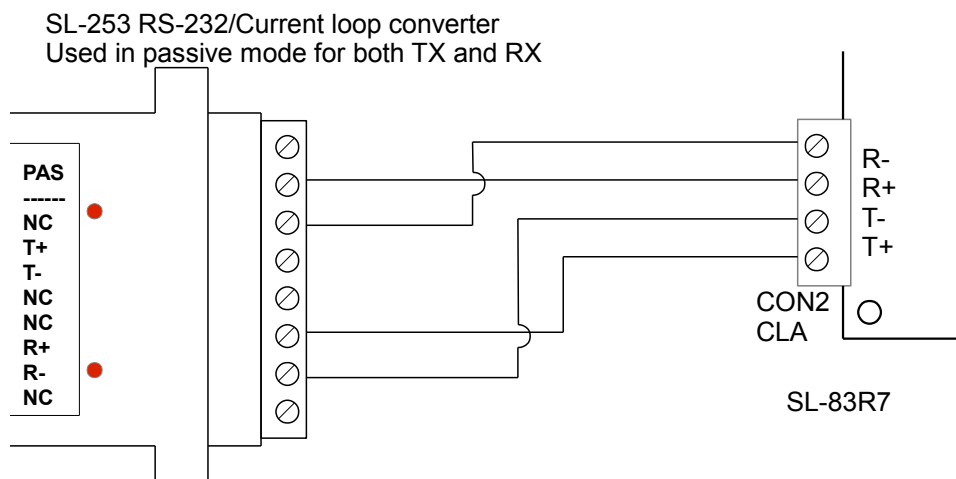 SL-253 RS-232/Current loop converter
Used in passive mode for both TX and RX
PAS
------
NC
T+
T-
NC
NC
R+
R-
NC
R-
R+
T-
T+
CON2
CLA
SL-83R7